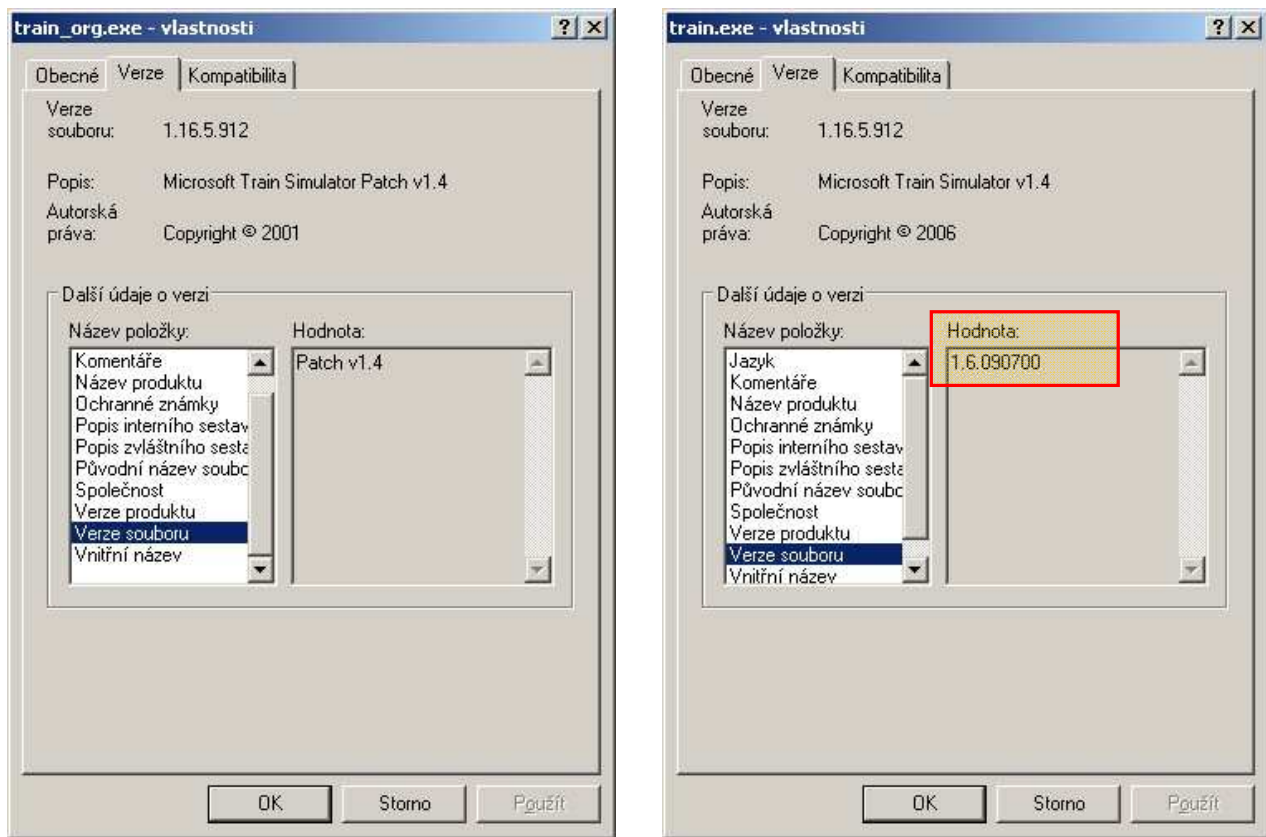 train_org.exe - vlastnosti
Obecné Verze Kompatibilita
Verze
souboru: 1.16.5.912
Popis: Microsoft Train Simulator Patch v1.4
Autorská
práva: Copyright © 2001
Další údaje o verzi
Název položky: Hodnota:
Komentáře
Název produktu
Ochranné známky
Popis interního sestav
Popis zvláštního sesta
Původní název soubo
Společnost
Verze produktu
Verze souboru
Vnitřní název
Patch v1.4
OK Storno Použít
train.exe - vlastnosti
Obecné Verze Kompatibilita
Verze
souboru: 1.16.5.912
Popis: Microsoft Train Simulator v1.4
Autorská
práva: Copyright © 2006
Další údaje o verzi
Název položky: Hodnota:
Jazyk
Komentáře
Název produktu
Ochranné známky
Popis interního sestav
Popis zvláštního sesta
Původní název soubo
Společnost
Verze produktu
Verze souboru
Vnitřní název
1.6.090700
OK Storno Použít